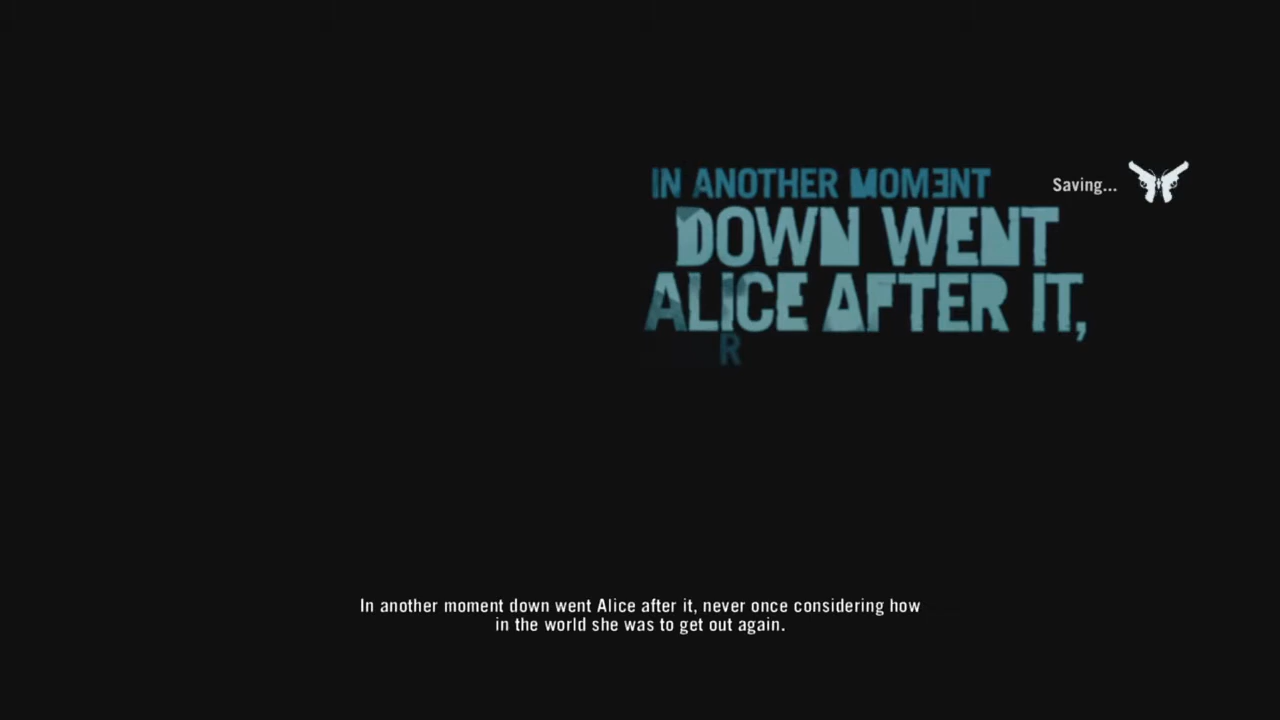 IN ANOTHER MOMENT
Saving...
DOWN WENT
ALICE AFTER IT,
R
In another moment down went Alice after it, never once considering how
in the world she was to get out again.